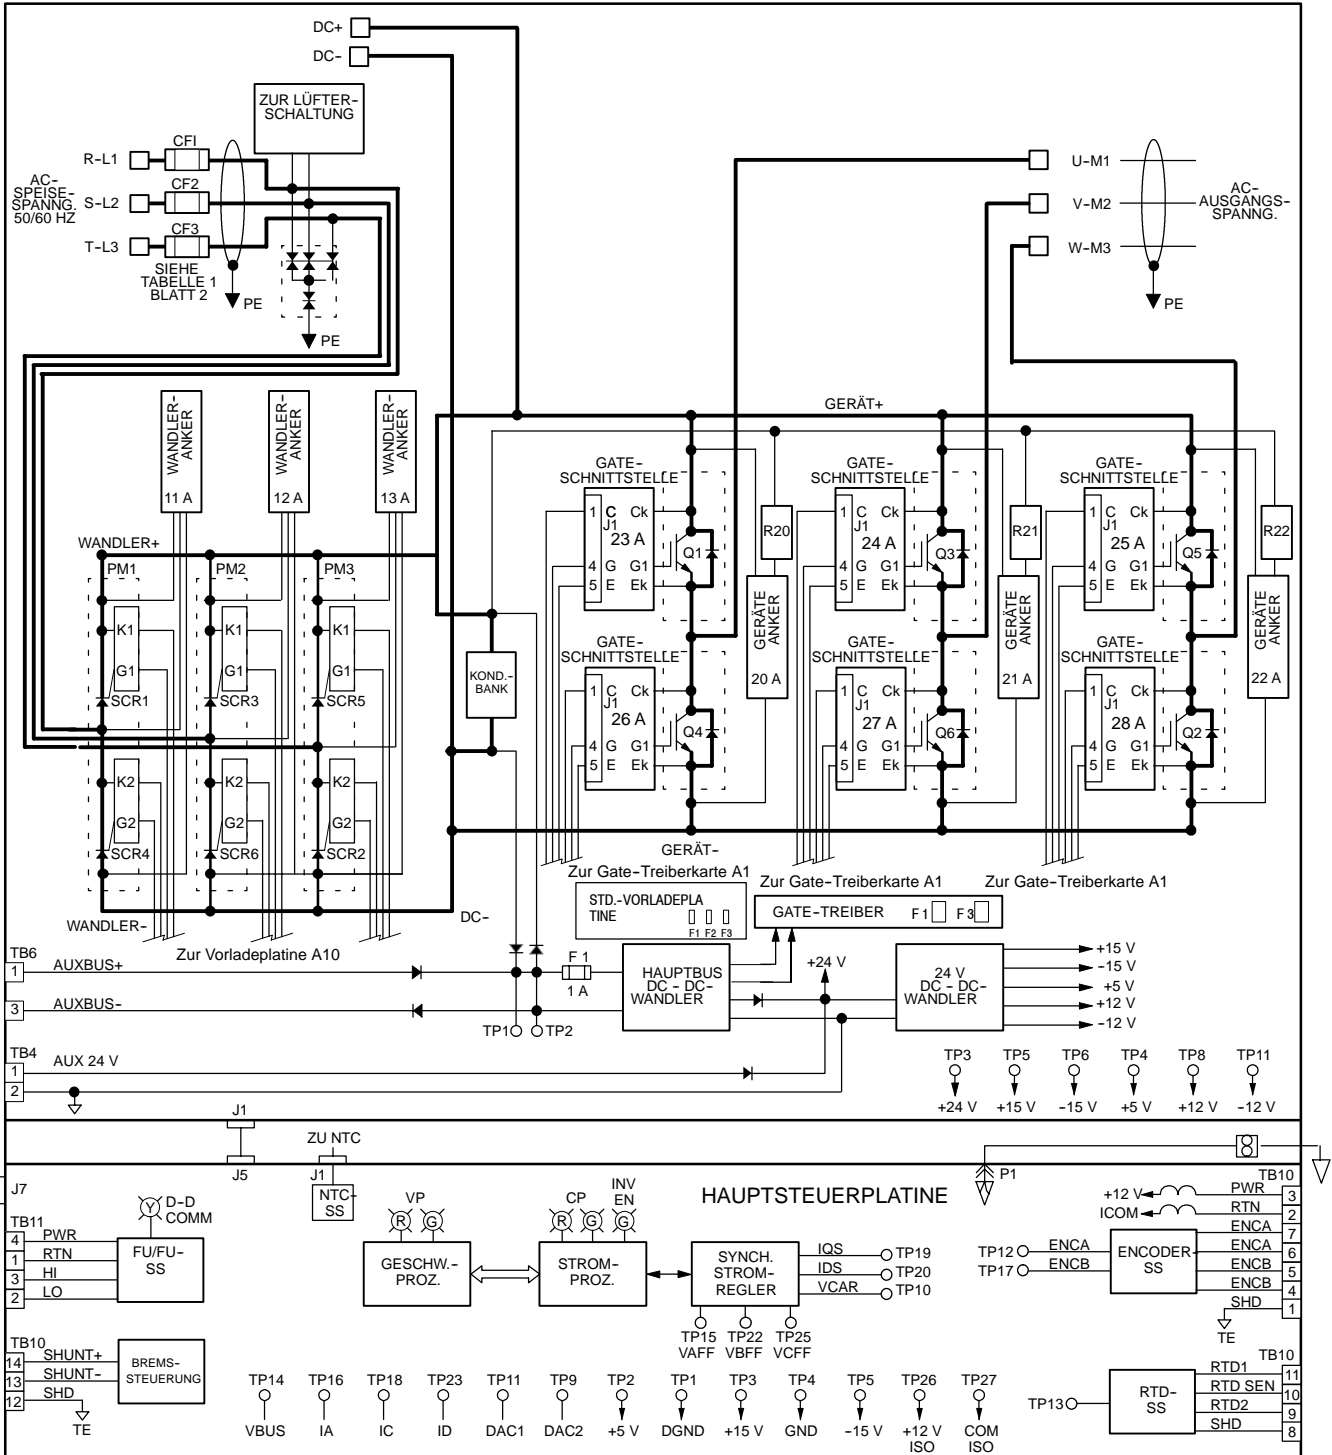 DC+
DC-
ZUR LÜFTER-
SCHALTUNG
CF1
R-L1
AC-
SPEISE-
SPANNG.
50/60 HZ
CF2
S-L2
CF3
T-L3
SIEHE
TABELLE 1
BLATT 2
PE
PE
U-M1
V-M2
W-M3
AC-
AUSGANGS-
SPANNG.
PE
WANDLER-
ANKER
11 A
WANDLER-
ANKER
12 A
WANDLER-
ANKER
13 A
GERÄT+
WANDLER+
PM1
PM2
PM3
K1
G1
SCR1
K1
G1
SCR3
K1
G1
SCR5
K2
G2
SCR4
K2
G2
SCR6
K2
G2
SCR2
WANDLER-
Zur Vorladeplatine A10
DC-
KOND.-
BANK
GATE-
SCHNITTSTELLE
1 C Ck
J1
23 A
4 G G1
5 E Ek
Q1
R20
GERÄTE
ANKER
20 A
GATE-
SCHNITTSTELLE
1 C Ck
J1
26 A
4 G G1
5 E Ek
Q4
GATE-
SCHNITTSTELLE
1 C Ck
J1
24 A
4 G G1
5 E Ek
Q3
R21
GERÄTE
ANKER
21 A
GATE-
SCHNITTSTELLE
1 C Ck
J1
27 A
4 G G1
5 E Ek
Q6
GATE-
SCHNITTSTELLE
1 C Ck
J1
25 A
4 G G1
5 E Ek
Q5
R22
GERÄTE
ANKER
22 A
GATE-
SCHNITTSTELLE
1 C Ck
J1
28 A
4 G G1
5 E Ek
Q2
GERÄT-
Zur Gate-Treiberkarte A1
Zur Gate-Treiberkarte A1
Zur Gate-Treiberkarte A1
STD.-VORLADEPLA
TINE
F1 F2 F3
GATE-TREIBER F 1 F 3
TB6
1 AUXBUS+
3 AUXBUS-
F 1
1 A
TP1
TP2
HAUPTBUS
DC - DC-
WANDLER
+24 V
24 V
DC - DC-
WANDLER
+15 V
-15 V
+5 V
+12 V
-12 V
TB4
1 AUX 24 V
2
TP3
+24 V
TP5
+15 V
TP6
-15 V
TP4
+5 V
TP8
+12 V
TP11
-12 V
J1
J5
ZU NTC
J1
NTC-
SS
P1
8
J7
D-D
COMM
Y
TB11
4 PWR
1 RTN
3 HI
2 LO
FU/FU-
SS
VP
R G
GESCHW.-
PROZ.
CP
INV
EN
R G G
STROM-
PROZ.
HAUPTSTEUERPLATINE
SYNCH.
STROM-
REGLER
IQS TP19
IDS TP20
VCAR TP10
TP15
VAFF
TP22
VBFF
TP25
VCFF
TB10
+12 V PWR 3
ICOM RTN 2
ENCA 7
TP12 ENCA
TP17 ENCB
ENCODER-
SS
ENCA 6
ENCB 5
ENCB 4
SHD 1
TE
TB10
14 SHUNT+
13 SHUNT-
12 SHD
TE
BREMS-
STEUERUNG
TP14
VBUS
TP16
IA
TP18
IC
TP23
ID
TP11
DAC1
TP9
DAC2
TP2
+5 V
TP1
DGND
TP3
+15 V
TP4
GND
TP5
-15 V
TP26
+12 V
ISO
TP27
COM
ISO
TB10
TP13
RTD-
SS
RTD1 11
RTD SEN 10
RTD2 9
SHD 8